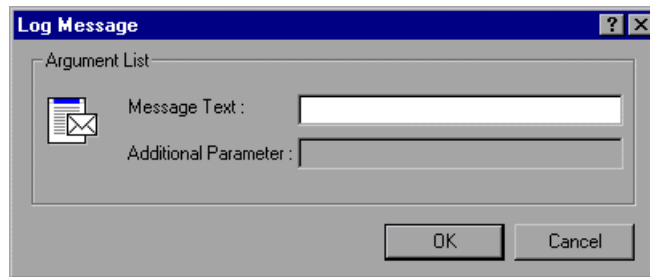 Log Message
Argument List
Message Text :
Additional Parameter :
OK Cancel